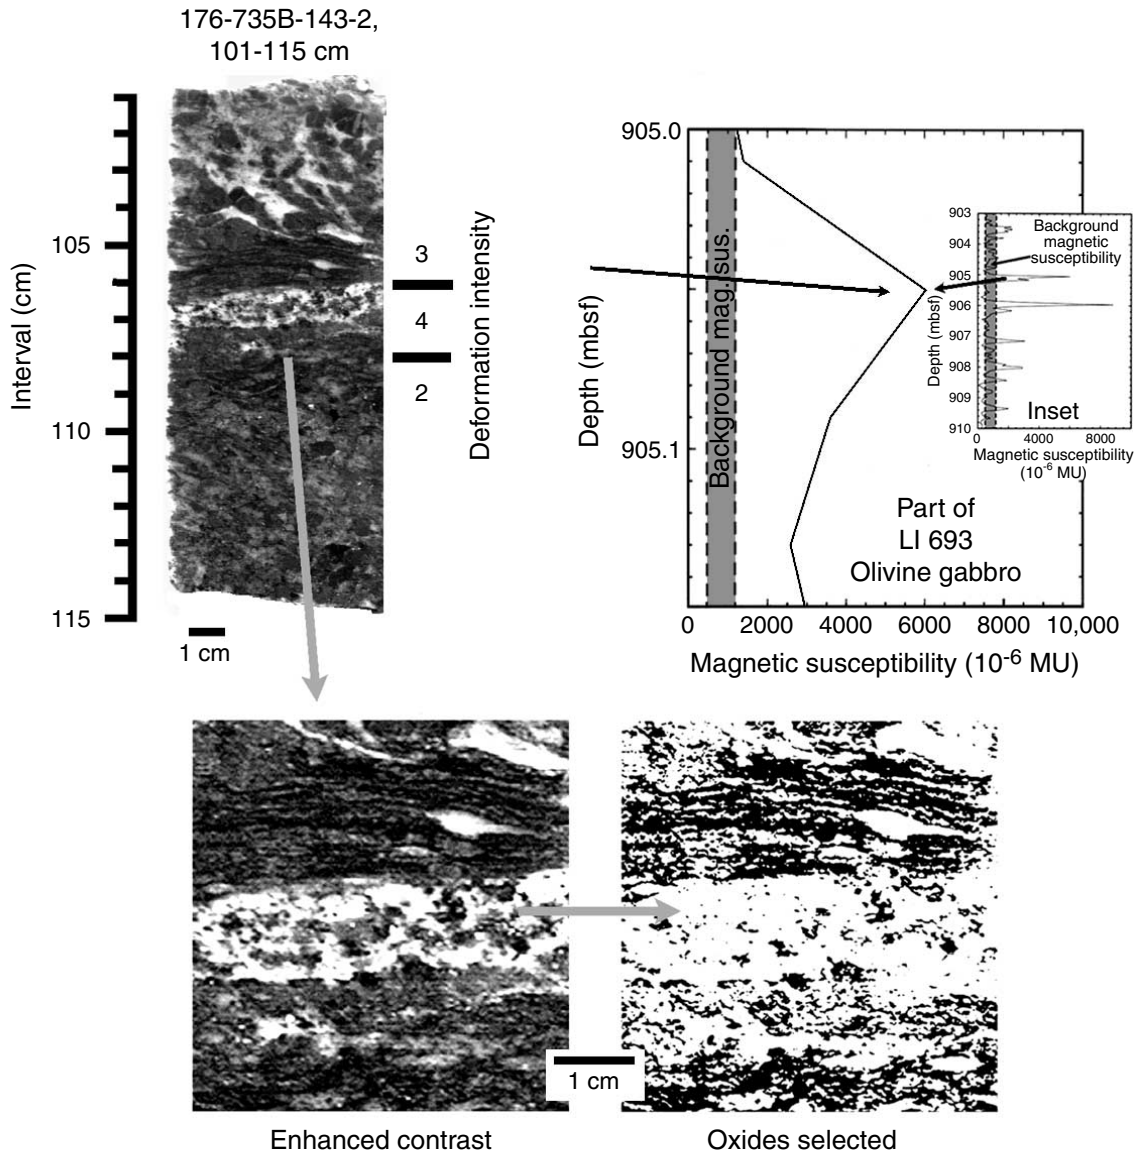 176-735B-143-2,
101-115 cm
Interval (cm)
105
110
115
1 cm
3
4
2
Deformation intensity
905.0
905.1
Depth (mbsf)
Background mag.sus.
Part of
LI 693
Olivine gabbro
0 2000 4000 6000 8000 10,000
Magnetic susceptibility (10-6 MU)
903
904
905
906
907
908
909
910
Depth (mbsf)
Background
magnetic
susceptibility
Inset
0 4000 8000
Magnetic susceptibility
(10-6 MU)
1 cm
Enhanced contrast
Oxides selected